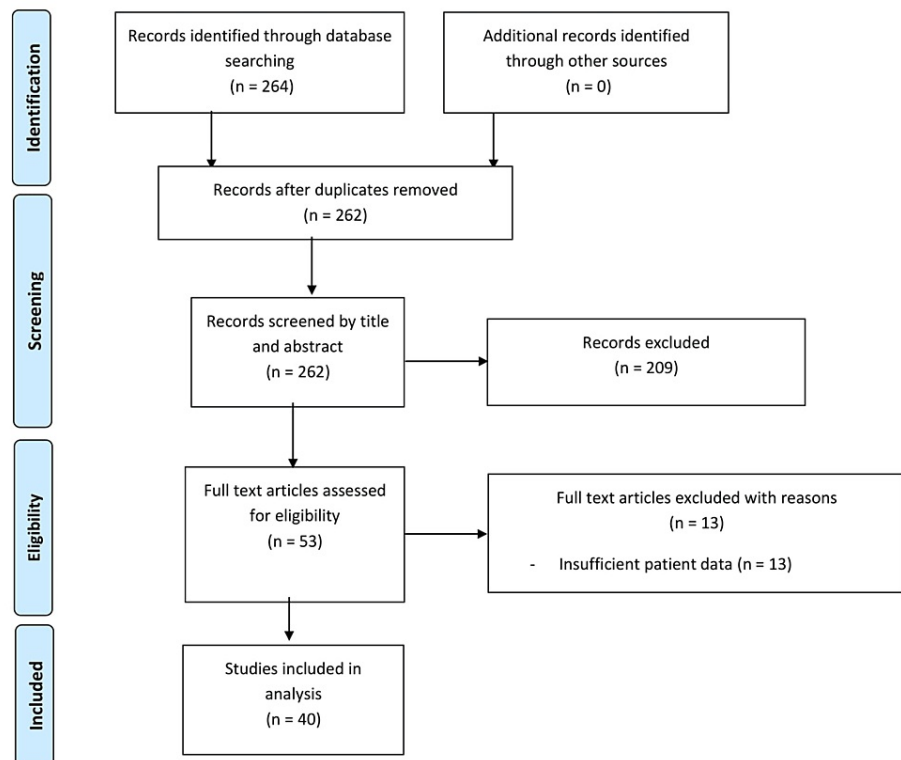 Identification
Records identified through database
searching
(n = 264)
Additional records identified
through other sources
(n = 0)
Records after duplicates removed
(n = 262)
Screening
Records screened by title
and abstract
(n = 262)
Records excluded
(n = 209)
Eligibility
Full text articles assessed
for eligibility
(n = 53)
Full text articles excluded with reasons
(n = 13)
- Insufficient patient data (n = 13)
Included
Studies included in
analysis
(n = 40)